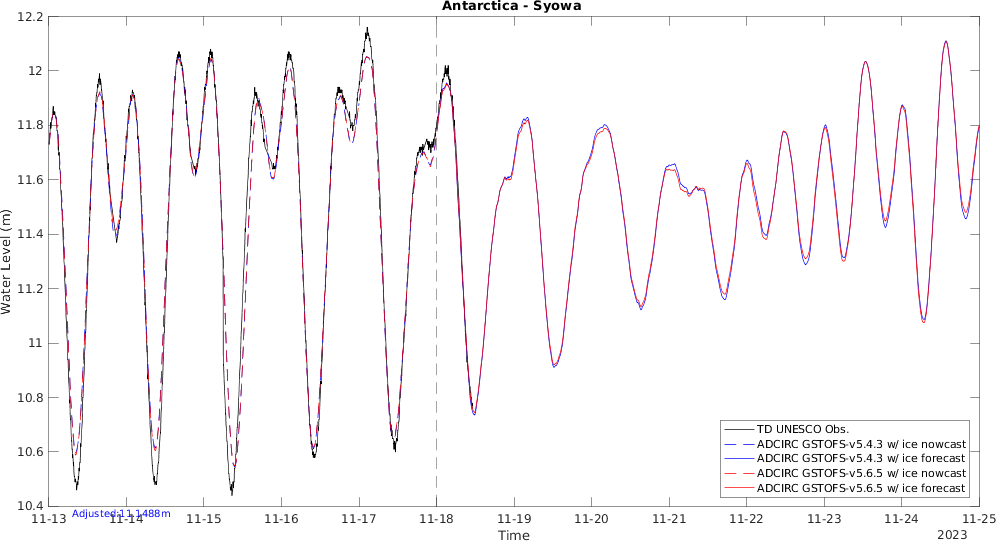 Antarctica - Syowa
Water Level (m)
12.2
12
11.8
11.6
11.4
11.2
11
10.8
10.6
10.4
TD UNESCO Obs.
ADCIRC GSTOFS-v5.4.3 w/ ice nowcast
ADCIRC GSTOFS-v5.4.3 w/ ice forecast
ADCIRC GSTOFS-v5.6.5 w/ ice nowcast
ADCIRC GSTOFS-v5.6.5 w/ ice forecast
Adjusted:11.1488m
11-13 11-14 11-15 11-16 11-17 11-18 11-19 11-20 11-21 11-22 11-23 11-24 11-25
Time
2023